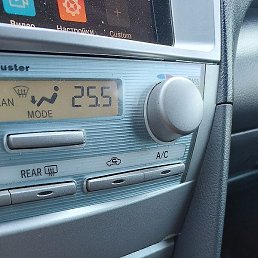 Видео
Настройки
Custom
uster
AN
MODE
25.5
REAR
A/C